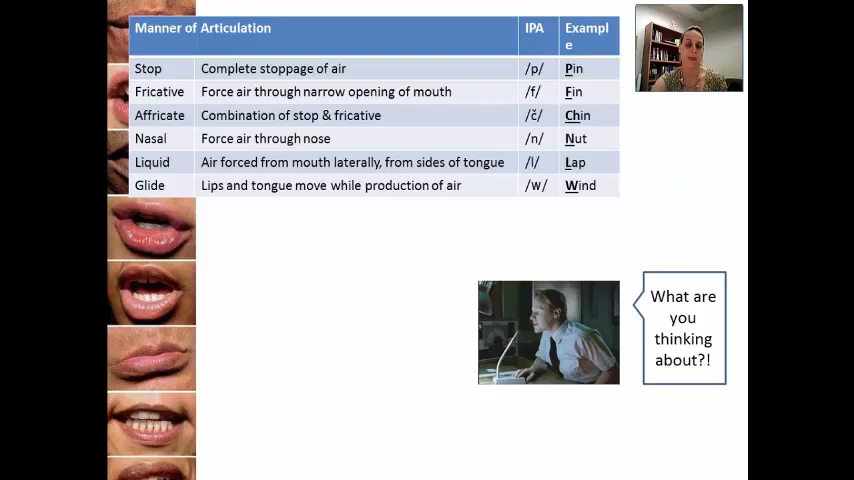 Manner of Articulation IPA Exampl
e
Stop Complete stoppage of air /p/ Pin
Fricative Force air through narrow opening of mouth /f/ Fin
Affricate Combination of stop & fricative /č/ Chin
Nasal Force air through nose /n/ Nut
Liquid Air forced from mouth laterally, from sides of tongue /l/ Lap
Glide Lips and tongue move while production of air /w/ Wind
What are
you
thinking
about?!